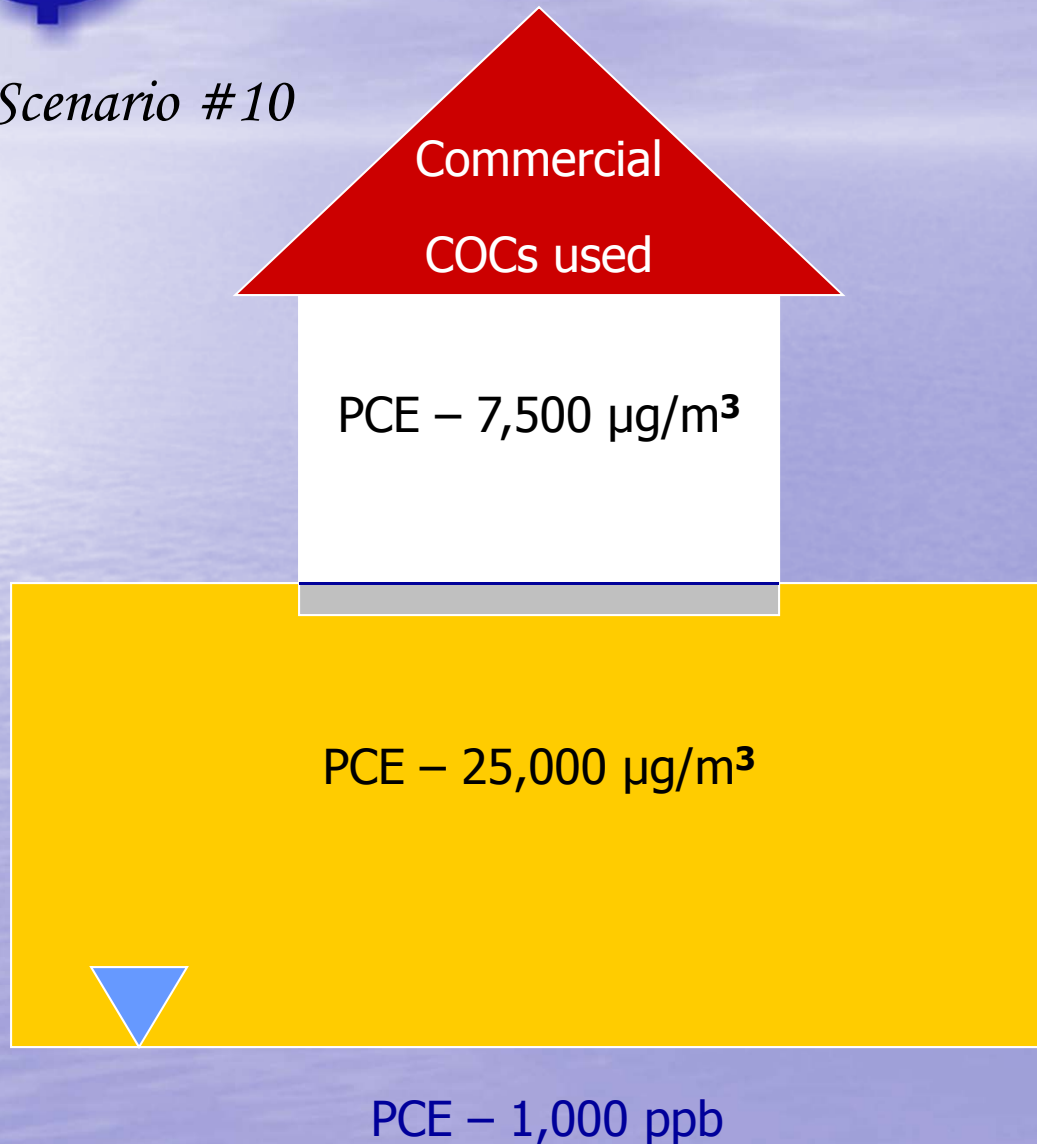 Scenario #10
Commercial
COCs used
PCE – 7,500 µg/m³
PCE – 25,000 µg/m³
PCE – 1,000 ppb